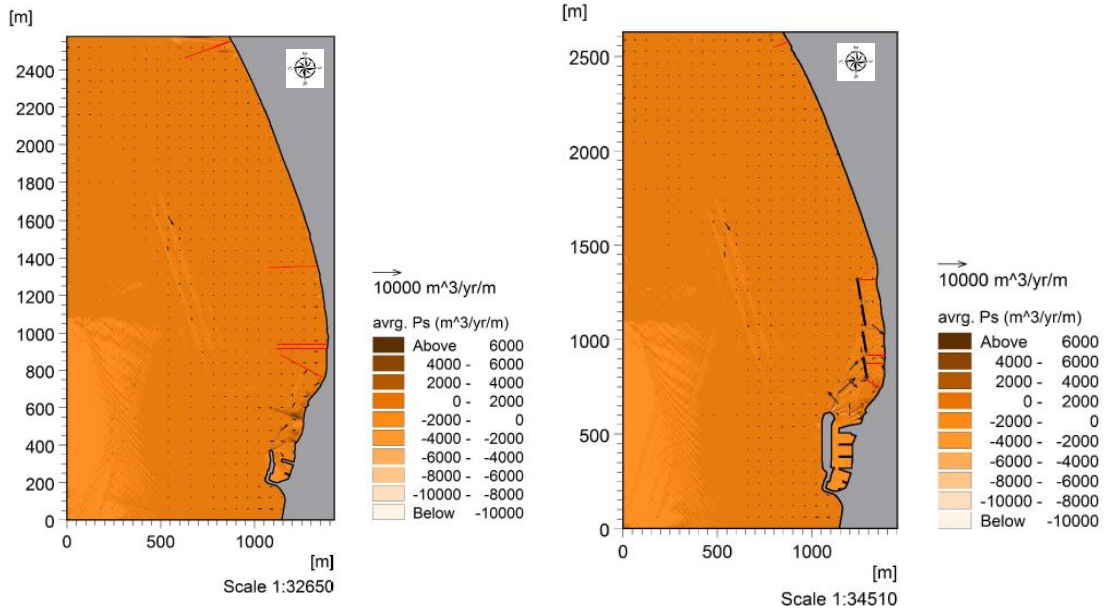 [m]
2400
2200
2000
1800
1600
1400
1200
1000
800
600
400
200
0
0 500 1000
[m]
Scale 1:32650
10000 m^3/yr/m
avrg. Ps (m^3/yr/m)
Above 6000
4000 - 6000
2000 - 4000
0 - 2000
-2000 - 0
-4000 - -2000
-6000 - -4000
-8000 - -6000
-10000 - -8000
Below -10000
[m]
2500
2000
1500
1000
500
0
0 500 1000
[m]
Scale 1:34510
10000 m^3/yr/m
avrg. Ps (m^3/yr/m)
Above 6000
4000 - 6000
2000 - 4000
0 - 2000
-2000 - 0
-4000 - -2000
-6000 - -4000
-8000 - -6000
-10000 - -8000
Below -10000